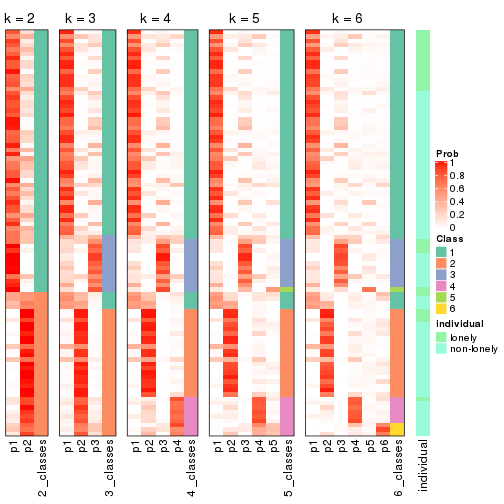 k = 2 k = 3 k = 4 k = 5 k = 6
Prob
1
0.8
0.6
0.4
0.2
0
Class
1
2
3
4
5
6
individual
lonely
non-lonely
p1 p2 2_classes p1 p2 p3 3_classes p1 p2 p3 p4 4_classes p1 p2 p3 p4 p5 5_classes p1 p2 p3 p4 p5 p6 6_classes individual